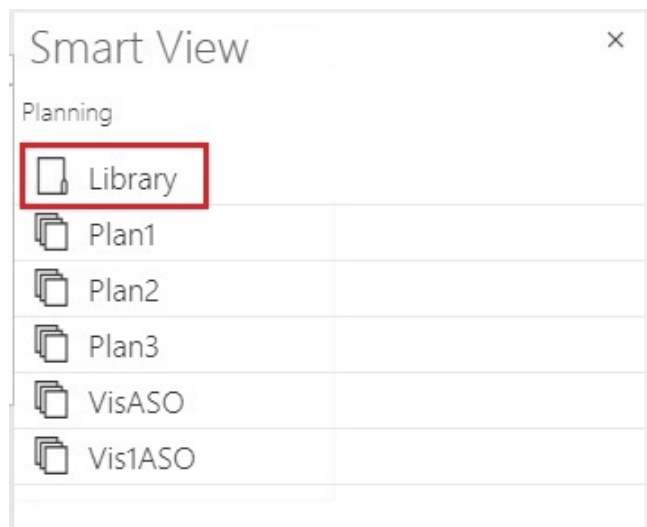 Smart View
Planning
Library
Plan1
Plan2
Plan3
VisASO
Vis1ASO